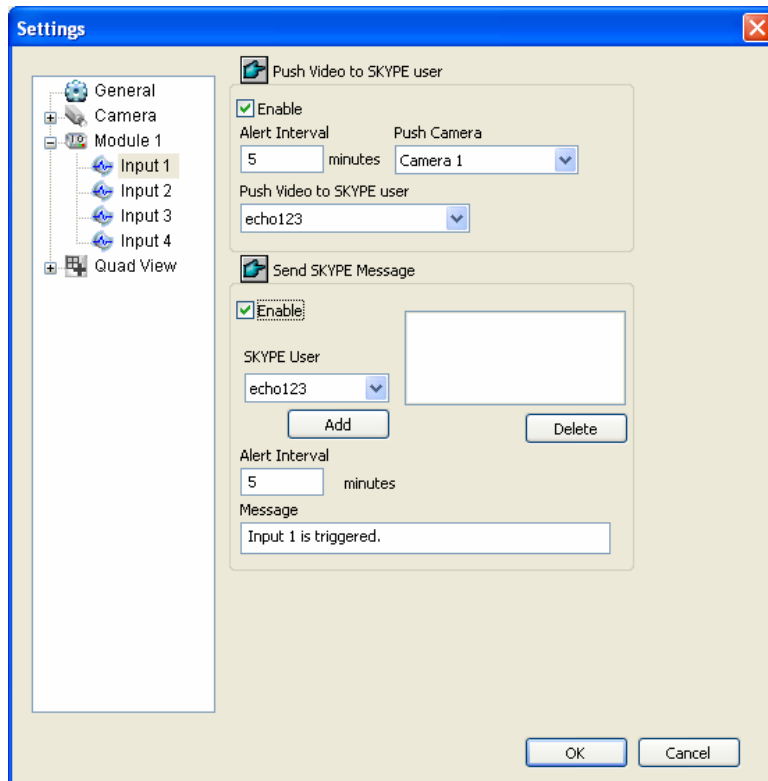 Settings
General
Camera
Module 1
Input 1
Input 2
Input 3
Input 4
Quad View
Push Video to SKYPE user
Enable
Alert Interval Push Camera
5 minutes Camera 1
Push Video to SKYPE user
echo123
Send SKYPE Message
Enable
SKYPE User
echo123
Add Delete
Alert Interval
5 minutes
Message
Input 1 is triggered.
OK Cancel